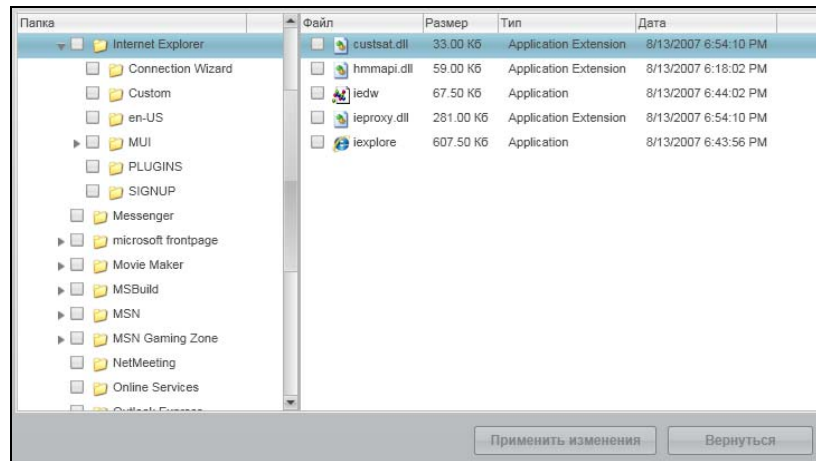 Папка
Internet Explorer
Connection Wizard
Custom
en-US
MUI
PLUGINS
SIGNUP
Messenger
microsoft frontpage
Movie Maker
MSBuild
MSN
MSN Gaming Zone
NetMeeting
Online Services
Outlook Express
Файл Размер Тип Дата
custsat.dll 33.00 Кб Application Extension 8/13/2007 6:54:10 PM
hmmapi.dll 59.00 Кб Application Extension 8/13/2007 6:18:02 PM
iedw 67.50 Кб Application 8/13/2007 6:44:02 PM
ieproxy.dll 281.00 Кб Application Extension 8/13/2007 6:54:10 PM
iexplore 607.50 Кб Application 8/13/2007 6:43:56 PM
Применить изменения Вернуться